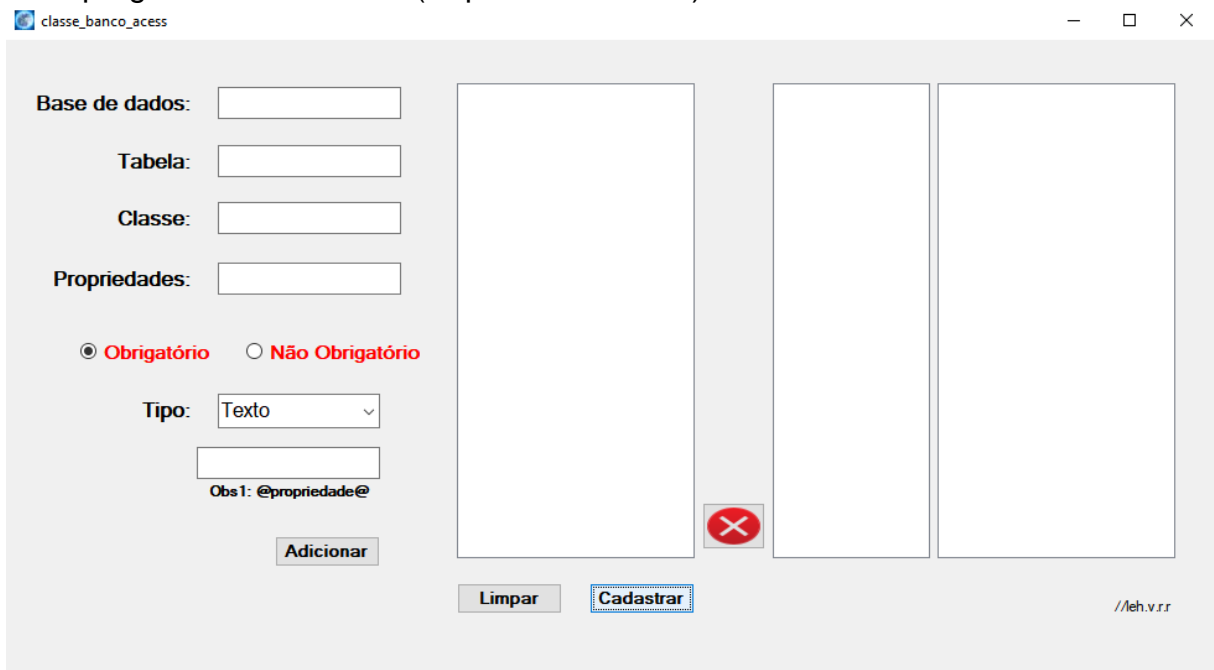 classe_banco_acess
Base de dados:
Tabela:
Classe:
Propriedades:
Obrigatório Não Obrigatório
Tipo: Texto
Obs1: @propriedade@
Adicionar
Limpar Cadastrar
//leh.v.r.r